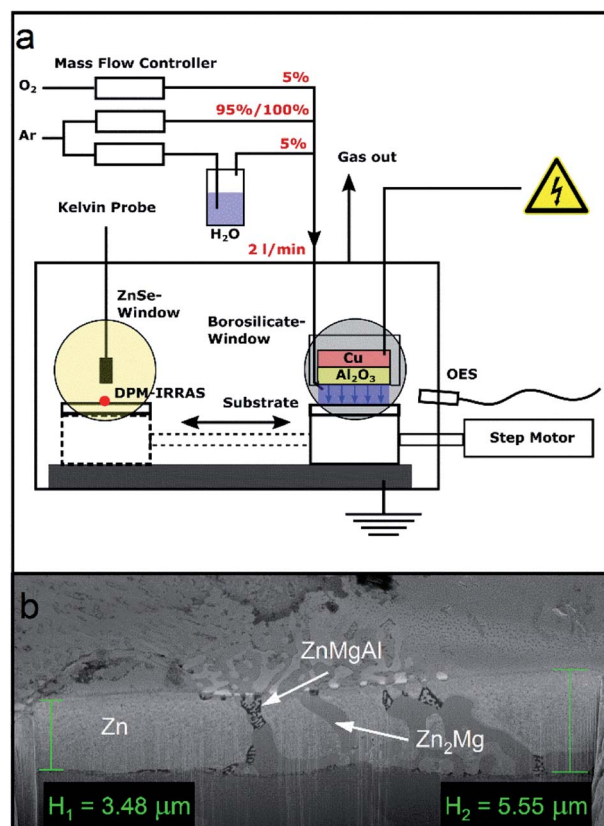 a
Mass Flow Controller
O₂
5%
95%/100%
Ar
5%
Gas out
H₂O
Kelvin Probe
2 l/min
ZnSe-
Window
Borosilicate-
Window
Cu
Al₂O₃
OES
DPM-IRRAS
Substrate
Step Motor
b
ZnMgAl
Zn
Zn₂Mg
H₁ = 3.48 µm
H₂ = 5.55 µm